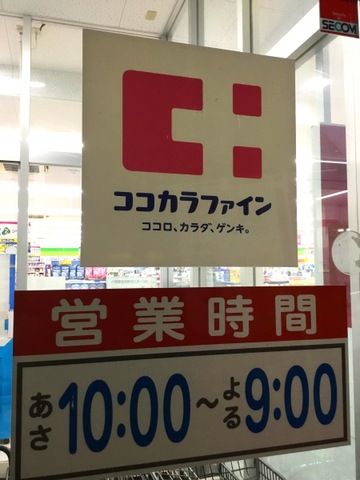 SECOM
ココカラファイン
ココロ、カラダ、ゲンキ。
営業時間
あさ10:00~よる9:00